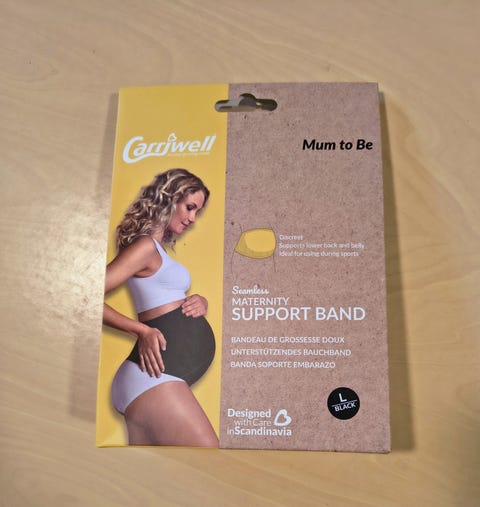 Carriwell
Mum to Be
Discreet
Supports lower back and belly
Ideal for using during sports
Seamless
MATERNITY
SUPPORT BAND
BANDEAU DE GROSSESSE DOUX
UNTERSTÜTZENDES BAUCHBAND
BANDA SOPORTE EMBARAZO
L
BLACK
Designed
with Care
in Scandinavia